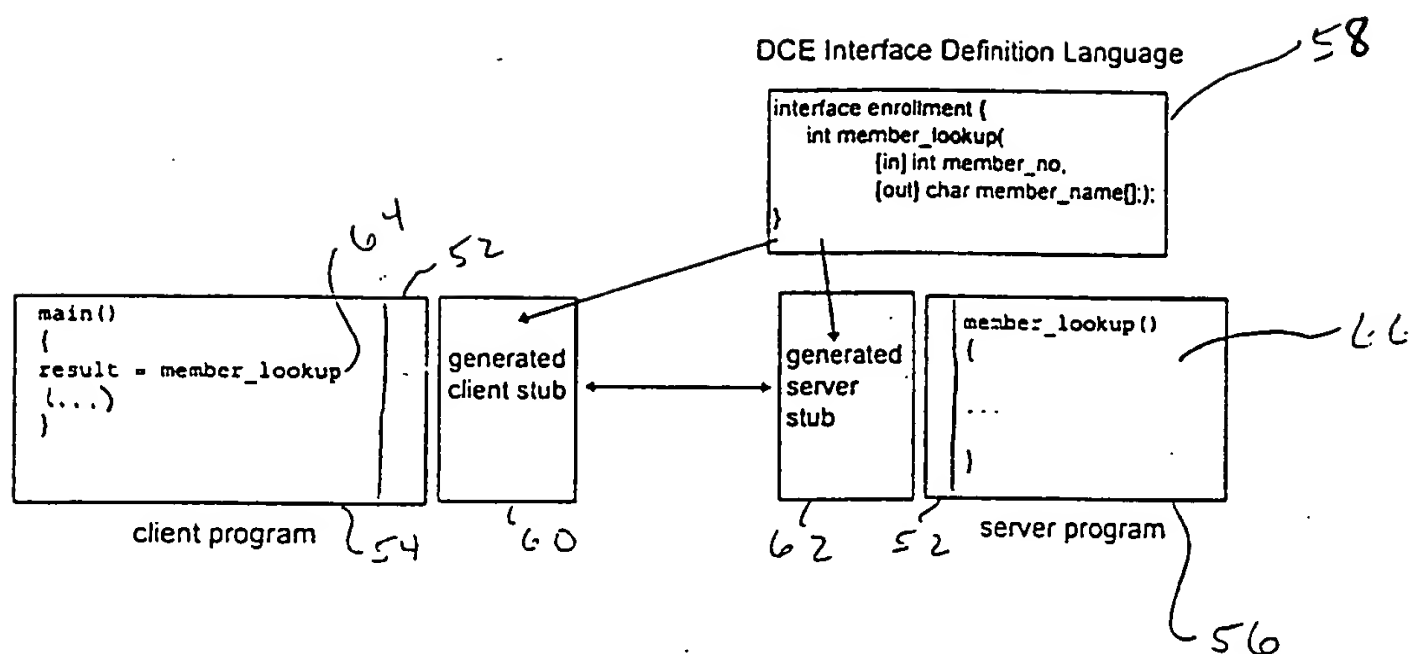 DCE Interface Definition Language
58
interface enrollment {
int member_lookup(
[in] int member_no,
[out] char member_name[];);
}
64
52
main()
{
result = member_lookup
(...)
}
generated
client stub
generated
server
stub
member_lookup()
{
...
}
66
client program
54
60
62
52
server program
56